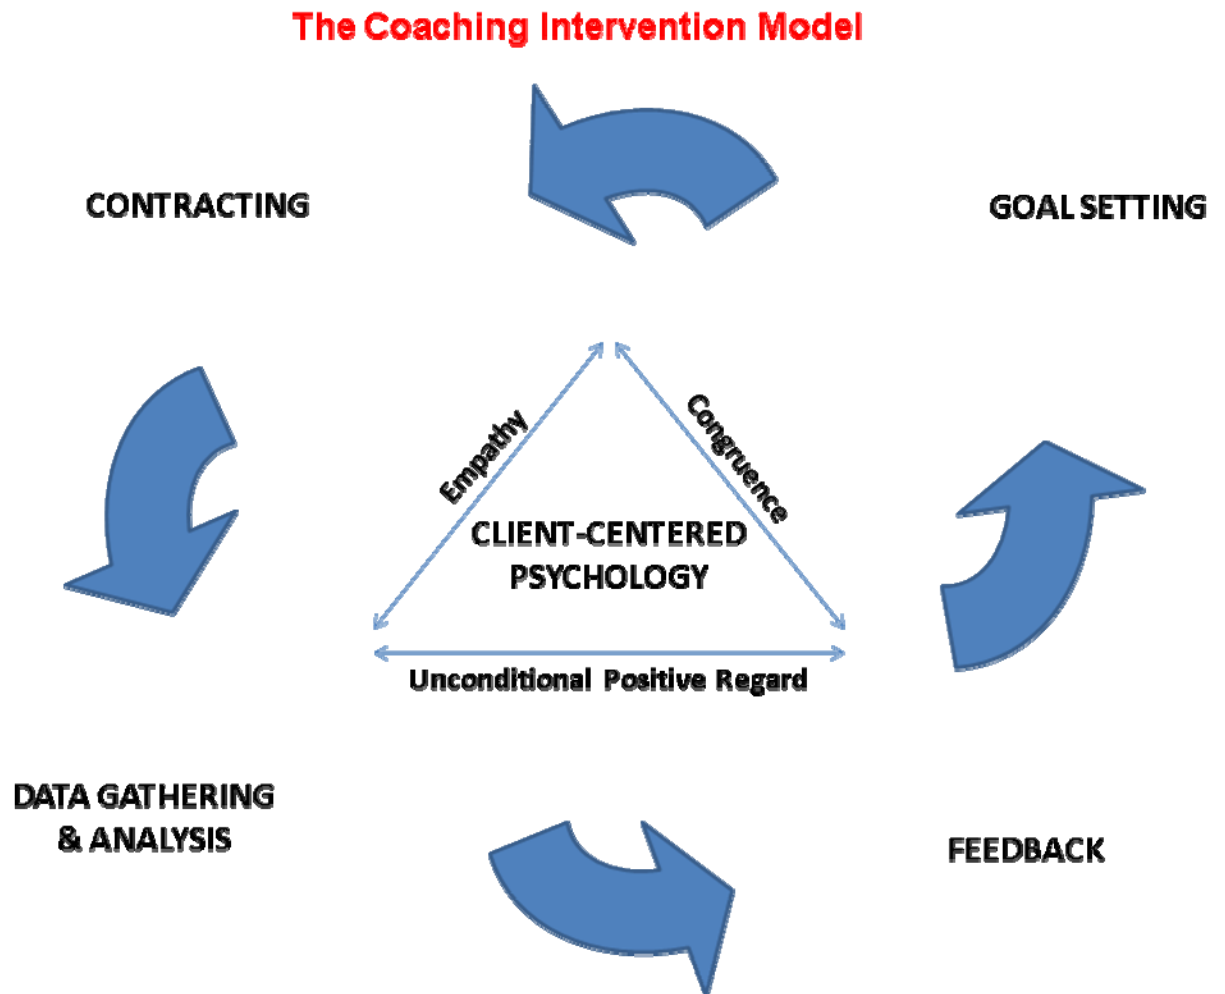 The Coaching Intervention Model
CONTRACTING
GOAL SETTING
Empathy
Congruence
CLIENT-CENTERED
PSYCHOLOGY
Unconditional Positive Regard
DATA GATHERING
& ANALYSIS
FEEDBACK